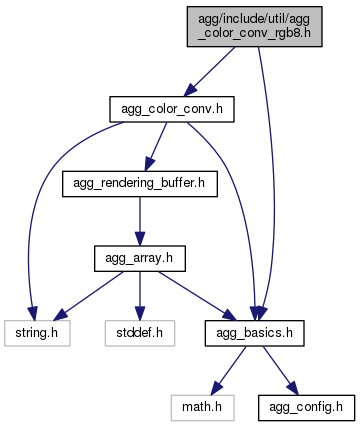 agg/include/util/agg
_color_conv_rgb8.h
agg_color_conv.h
agg_rendering_buffer.h
agg_array.h
string.h
stddef.h
agg_basics.h
math.h
agg_config.h